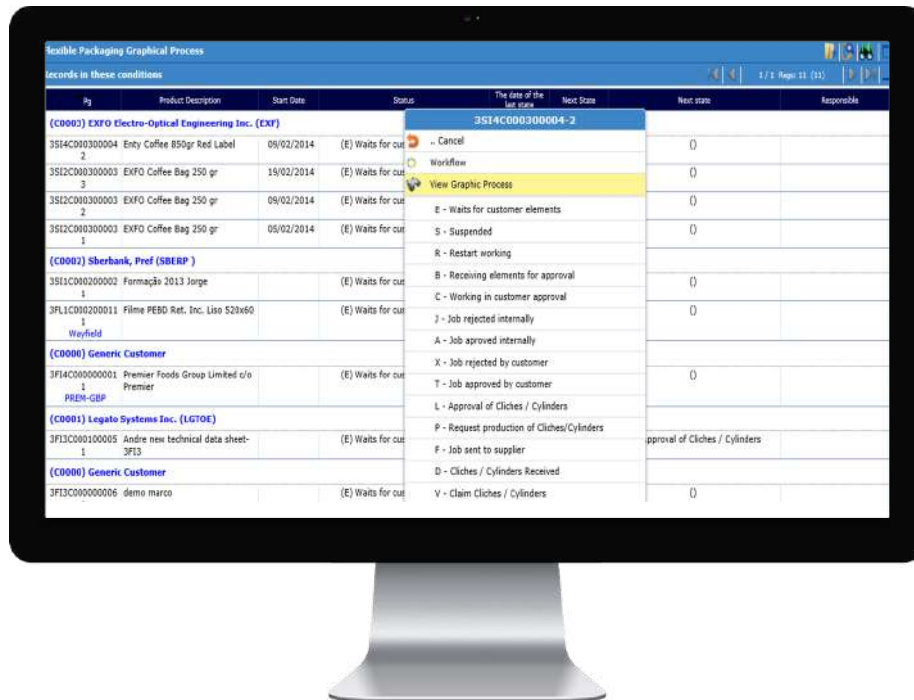 lexible Packaging Graphical Process
ecords in these conditions
1/1 Regs: 11 (11)
Pg Product Description Start Date Status The date of the last state Next State Next state Responsible
(C0003) EXFO Electro-Optical Engineering Inc. (EXF)
3SI4C000300004 Enty Coffee 850gr Red Label 09/02/2014 (E) Waits for cus ()
2
3SI2C000300003 EXFO Coffee Bag 250 gr 19/02/2014 (E) Waits for cus ()
3
3SI2C000300003 EXFO Coffee Bag 250 gr 09/02/2014 (E) Waits for cus ()
2
3SI2C000300003 EXFO Coffee Bag 250 gr 05/02/2014 (E) Waits for cus ()
1
(C0002) Sberbank, Pref (SBERP )
3SI1C000200002 Formação 2013 Jorge (E) Waits for cus ()
1
3FL1C000200011 Filme PEBD Ret. Inc. Liso 520x60 (E) Waits for cus ()
1
Wayfield
(C0000) Generic Customer
3FI4C000000001 Premier Foods Group Limited c/o (E) Waits for cus ()
1 Premier
PREM-GBP
(C0001) Legato Systems Inc. (LGTOE)
3FI3C000100005 Andre new technical data sheet- (E) Waits for cus pproval of Cliches / Cylinders
1 3FI3
(C0000) Generic Customer
3FI3C000000006 demo marco (E) Waits for cus ()
3SI4C000300004-2
.. Cancel
Workflow
View Graphic Process
E - Waits for customer elements
S - Suspended
R - Restart working
B - Receiving elements for approval
C - Working in customer approval
J - Job rejected internally
A - Job aproved internally
X - Job rejected by customer
T - Job approved by customer
L - Approval of Cliches / Cylinders
P - Request production of Cliches/Cylinders
F - Job sent to supplier
D - Cliches / Cylinders Received
V - Claim Cliches / Cylinders